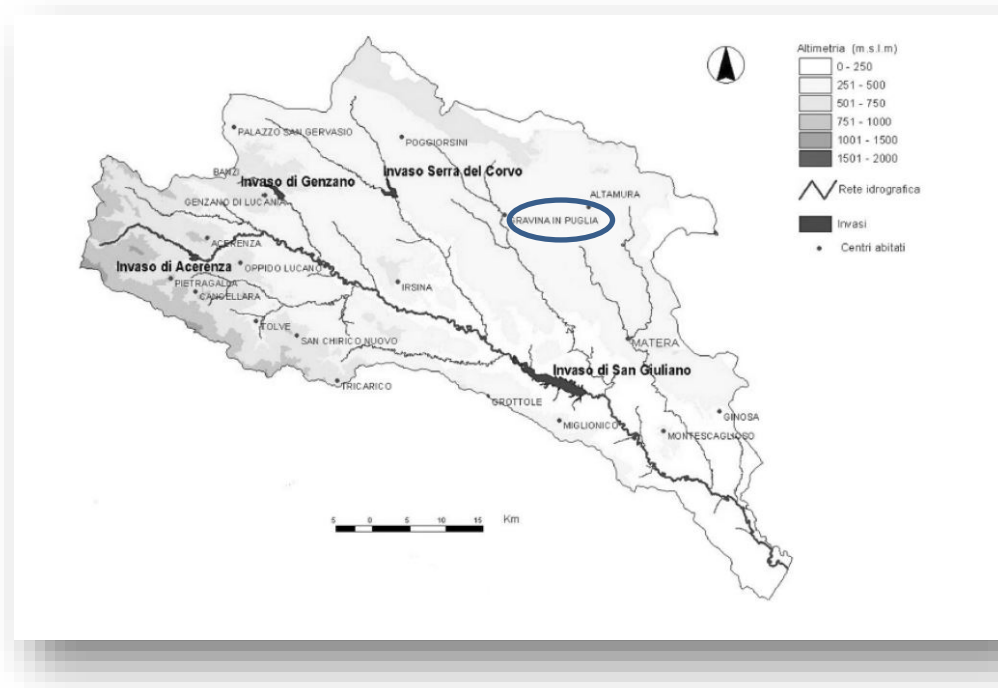 Altimetria (m.s.l.m)
0 - 250
251 - 500
501 - 750
751 - 1000
1001 - 1500
1501 - 2000
Rete idrografica
Invasi
Centri abitati
PALAZZO SAN GERVASIO
POGGIORSINI
BANZI
Invaso di Genzano
Invaso Serra del Corvo
GENZANO DI LUCANIA
ALTAMURA
GRAVINA IN PUGLIA
ACERENZA
Invaso di Acerenza
OPPIDO LUCANO
PIETRAGALLA
CANCELLARA
IRSINA
TOLVE
SAN CHIRICO NUOVO
MATERA
Invaso di San Giuliano
TRICARICO
GROTTOLE
GINOSA
MIGLIONICO
MONTESCAGLIOSO
5 0 5 10 15 Km